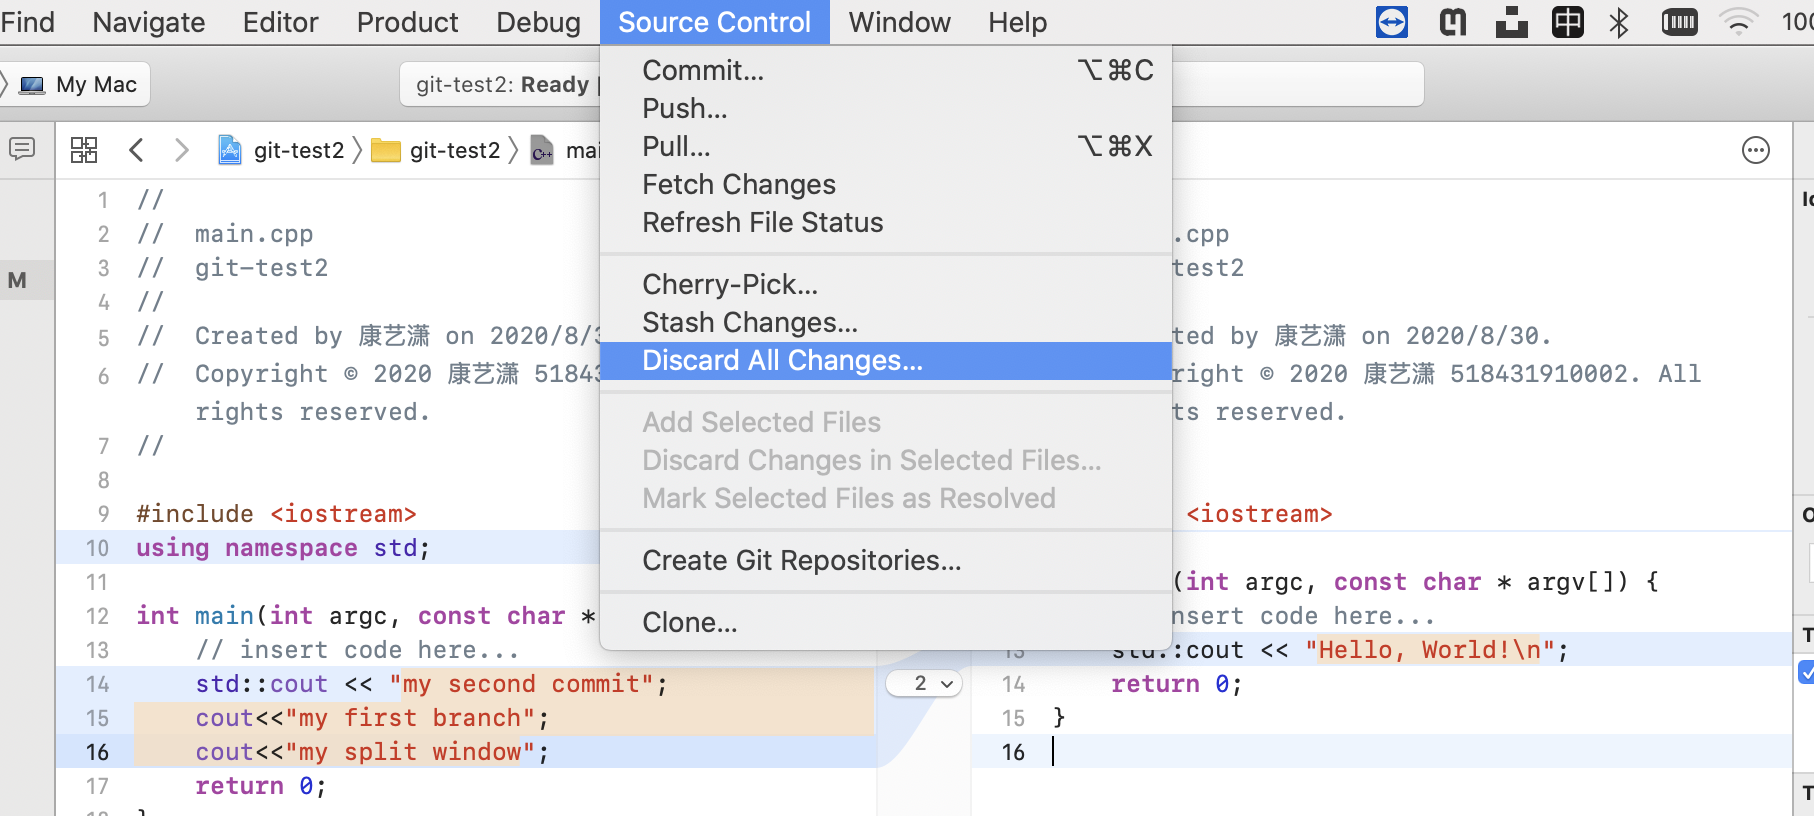 Find Navigate Editor Product Debug Source Control Window Help
中
My Mac
git-test2: Ready
git-test2 git-test2
C++
M
1 //
2 // main.cpp
3 // git-test2
4 //
5 // Created by 康艺潇 on 2020/8/3
6 // Copyright © 2020 康艺潇 51843
rights reserved.
7 //
8
9 #include <iostream>
10 using namespace std;
11
12 int main(int argc, const char *
13 // insert code here...
14 std::cout << "my second commit";
15 cout<<"my first branch";
16 cout<<"my split window";
17 return 0;
Commit... ⌥⌘C
Push...
Pull... ⌥⌘X
Fetch Changes
Refresh File Status
Cherry-Pick...
Stash Changes...
Discard All Changes...
Add Selected Files
Discard Changes in Selected Files...
Mark Selected Files as Resolved
Create Git Repositories...
Clone...
2
.cpp
test2
ted by 康艺潇 on 2020/8/30.
right © 2020 康艺潇 518431910002. All
ts reserved.
<iostream>
(int argc, const char * argv[]) {
nsert code here...
13 std::cout << "Hello, World!\n";
14 return 0;
15 }
16